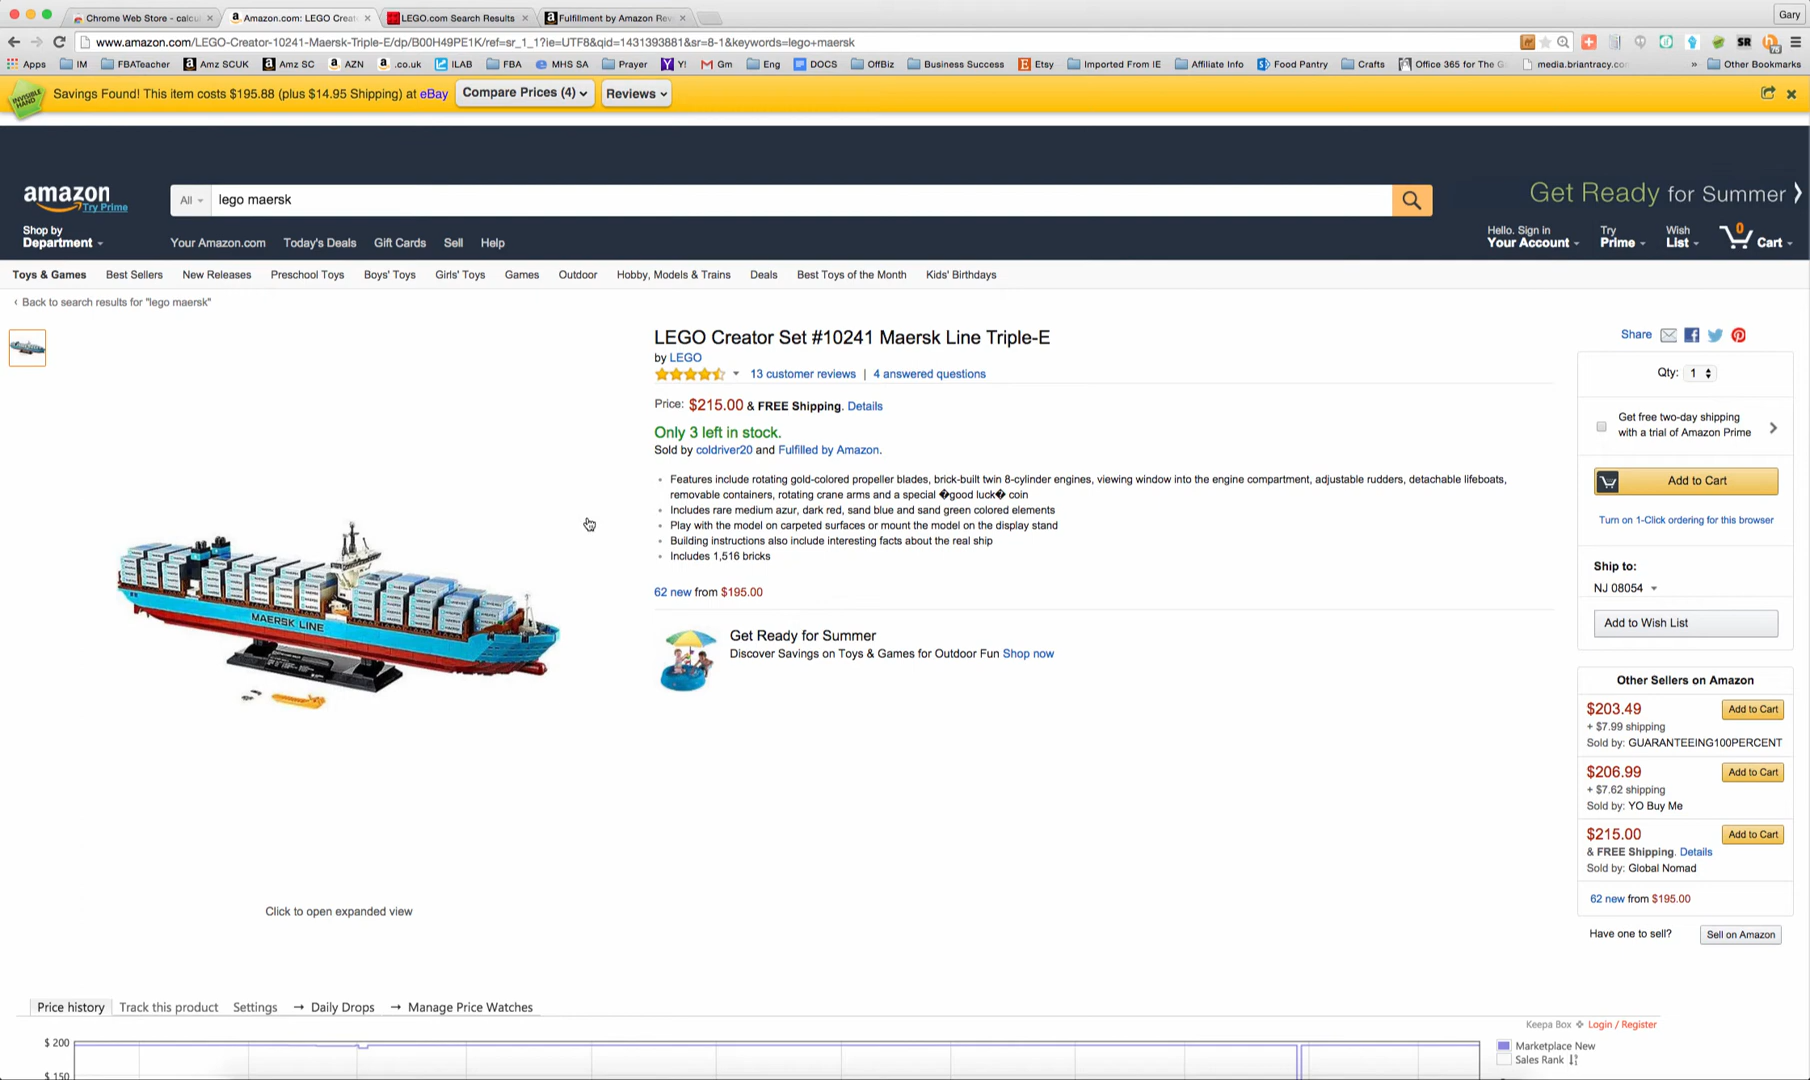 Chrome Web Store - calcu
Amazon.com: LEGO Creat
LEGO.com Search Results
Fulfillment by Amazon Rev
Gary
www.amazon.com/LEGO-Creator-10241-Maersk-Triple-E/dp/B00H49PE1K/ref=sr_1_1?ie=UTF8&qid=1431393881&sr=8-1&keywords=lego+maersk
Apps IM FBATeacher Amz SCUK Amz SC AZN .co.uk ILAB FBA MHS SA Prayer Y! Gm Eng DOCS OffBiz Business Success Etsy Imported From IE Affiliate Info Food Pantry Crafts Office 365 for The media.briantracy.co » Other Bookmarks
INVISIBLE HAND
Savings Found! This item costs $195.88 (plus $14.95 Shipping) at eBay Compare Prices (4) Reviews
amazon
Try Prime
All lego maersk
Get Ready for Summer
Shop by
Department
Your Amazon.com Today's Deals Gift Cards Sell Help
Hello. Sign in
Your Account
Try
Prime
Wish
List
0
Cart
Toys & Games Best Sellers New Releases Preschool Toys Boys' Toys Girls' Toys Games Outdoor Hobby, Models & Trains Deals Best Toys of the Month Kids' Birthdays
‹ Back to search results for "lego maersk"
LEGO Creator Set #10241 Maersk Line Triple-E
by LEGO
13 customer reviews | 4 answered questions
Price: $215.00 & FREE Shipping. Details
Only 3 left in stock.
Sold by coldriver20 and Fulfilled by Amazon.
Features include rotating gold-colored propeller blades, brick-built twin 8-cylinder engines, viewing window into the engine compartment, adjustable rudders, detachable lifeboats,
removable containers, rotating crane arms and a special �good luck� coin
Includes rare medium azur, dark red, sand blue and sand green colored elements
Play with the model on carpeted surfaces or mount the model on the display stand
Building instructions also include interesting facts about the real ship
Includes 1,516 bricks
62 new from $195.00
Get Ready for Summer
Discover Savings on Toys & Games for Outdoor Fun Shop now
MAERSK LINE
Click to open expanded view
Share
Qty: 1
Get free two-day shipping
with a trial of Amazon Prime
Add to Cart
Turn on 1-Click ordering for this browser
Ship to:
NJ 08054
Add to Wish List
Other Sellers on Amazon
$203.49 Add to Cart
+ $7.99 shipping
Sold by: GUARANTEEING100PERCENT
$206.99 Add to Cart
+ $7.62 shipping
Sold by: YO Buy Me
$215.00 Add to Cart
& FREE Shipping. Details
Sold by: Global Nomad
62 new from $195.00
Have one to sell? Sell on Amazon
Price history Track this product Settings → Daily Drops → Manage Price Watches
Keepa Box Login / Register
$ 200
$ 150
Marketplace New
Sales Rank